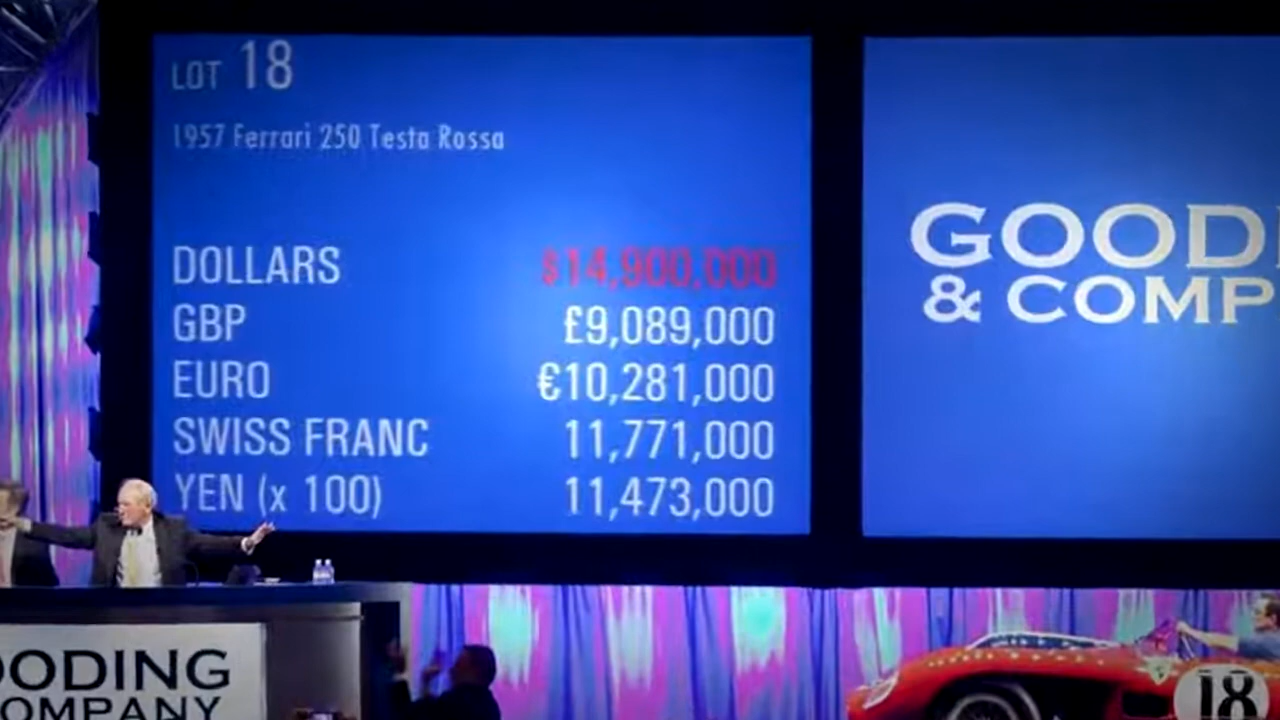 LOT 18
1957 Ferrari 250 Testa Rossa
DOLLARS $14,900,000
GBP £9,089,000
EURO €10,281,000
SWISS FRANC 11,771,000
YEN (x 100) 11,473,000
GOOD
& COMP
OODING
OMPANY
18